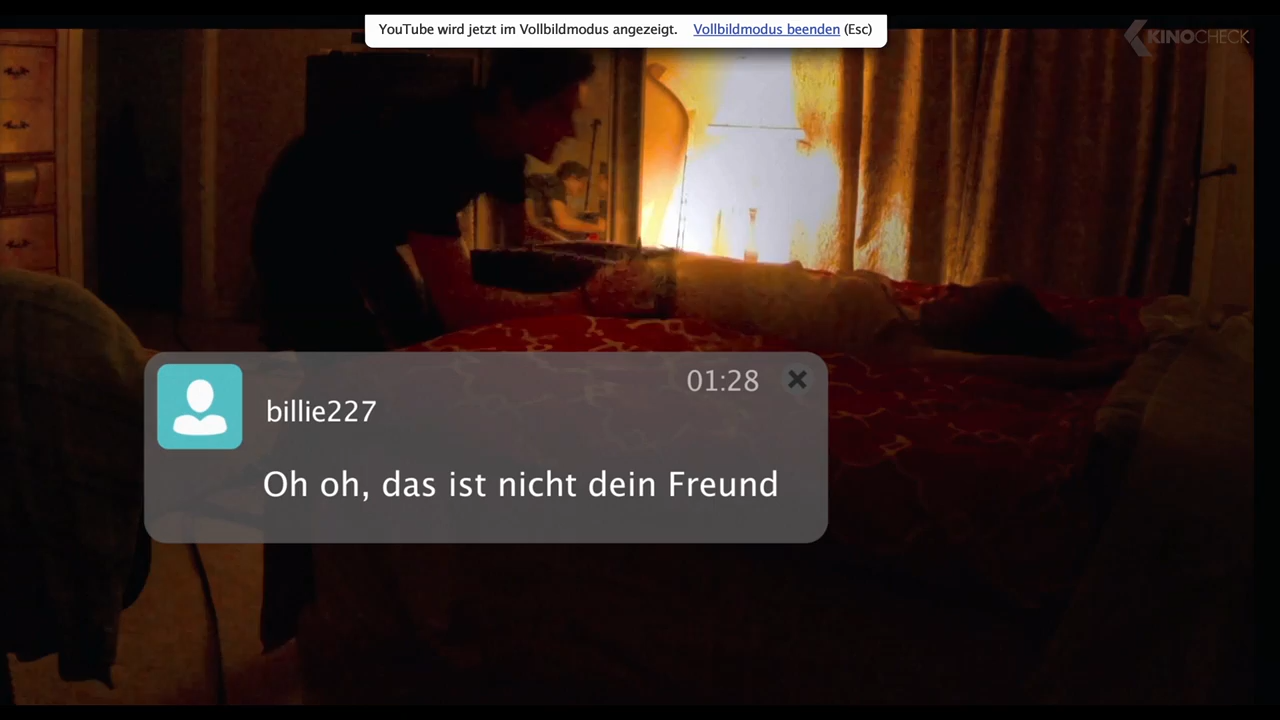 YouTube wird jetzt im Vollbildmodus angezeigt. Vollbildmodus beenden (Esc)
KINOCHECK
01:28
billie227
Oh oh, das ist nicht dein Freund